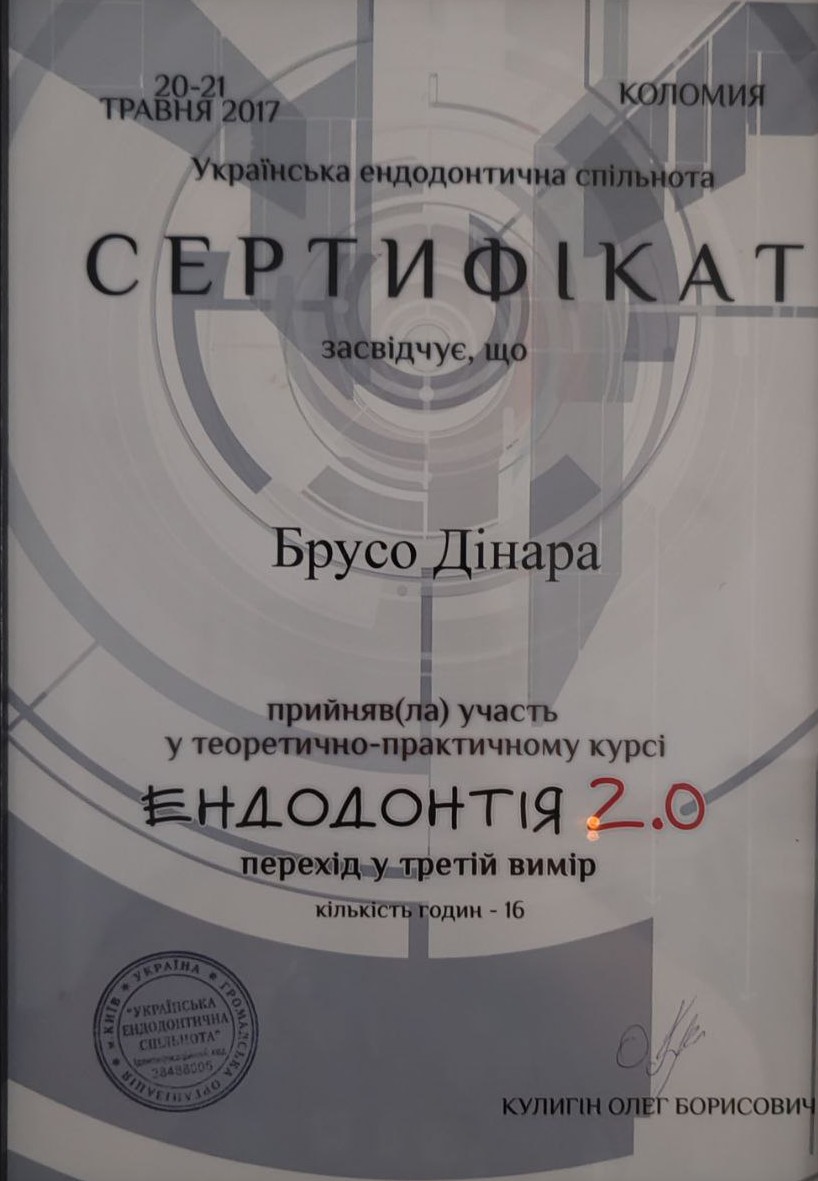 20-21
ТРАВНЯ 2017
КОЛОМИЯ
Українська ендодонтична спільнота
СЕРТИФІКАТ
засвідчує, що
Брусо Дінара
прийняв(ла) участь
у теоретично-практичному курсі
ЕНДОДОНТІЯ 2.0
перехід у третій вимір
кількість годин - 16
м. КИЇВ * УКРАЇНА * ГРОМАДСЬКА ОРГАНІЗАЦІЯ *
"УКРАЇНСЬКА
ЕНДОДОНТИЧНА
СПІЛЬНОТА"
КУЛИГІН ОЛЕГ БОРИСОВИЧ